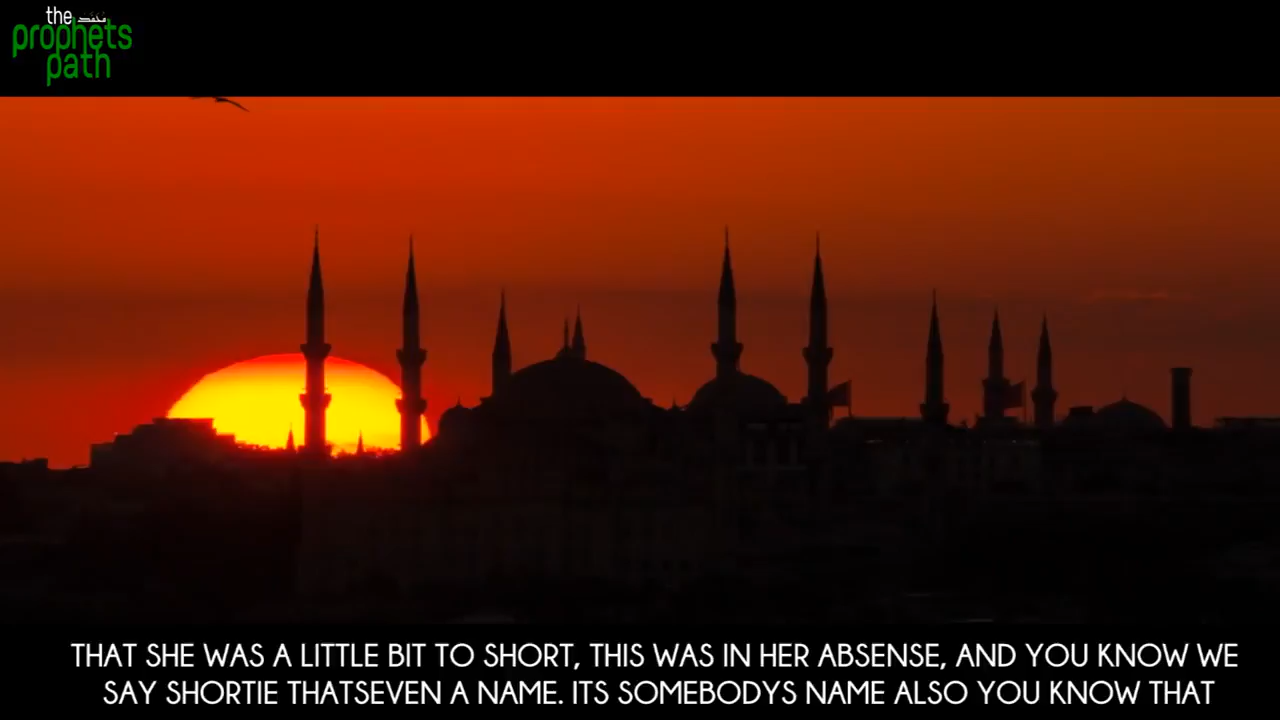 the
prophets
path
THAT SHE WAS A LITTLE BIT TO SHORT, THIS WAS IN HER ABSENSE, AND YOU KNOW WE
SAY SHORTIE THATSEVEN A NAME. ITS SOMEBODYS NAME ALSO YOU KNOW THAT